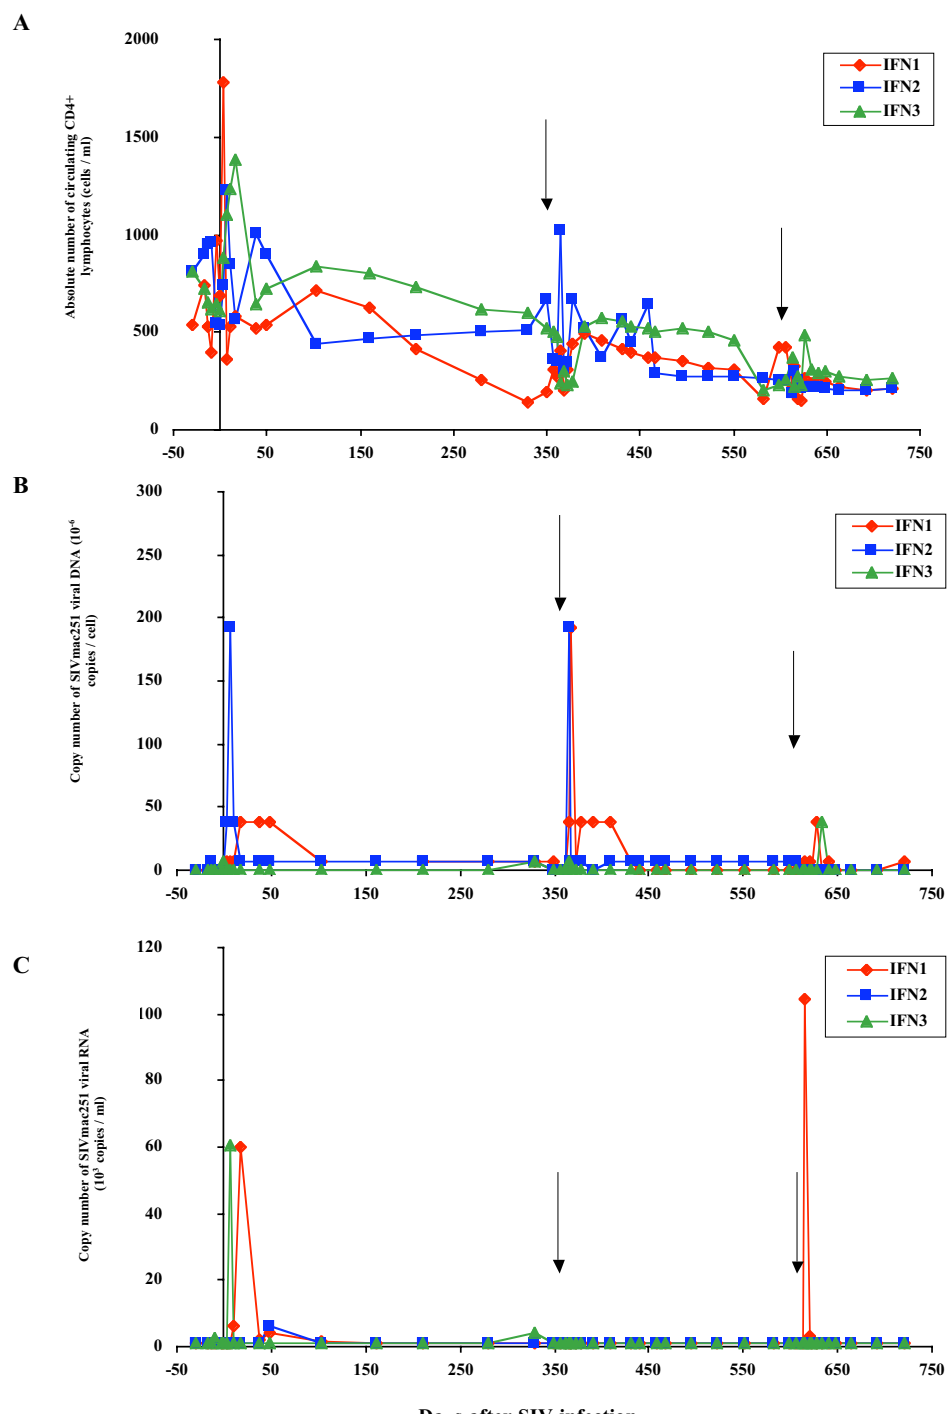 A
Absolute number of circulating CD4+
lymphocytes (cells / ml)
2000
1500
1000
500
0
-50
50
150
250
350
450
550
650
750
IFN1
IFN2
IFN3
B
Copy number of SIVmac251 viral DNA (10⁻⁶
copies / cell)
300
250
200
150
100
50
0
-50
50
150
250
350
450
550
650
750
IFN1
IFN2
IFN3
C
Copy number of SIVmac251 viral RNA
(10³ copies / ml)
120
100
80
60
40
20
0
-50
50
150
250
350
450
550
650
750
IFN1
IFN2
IFN3
Days after SIV infection